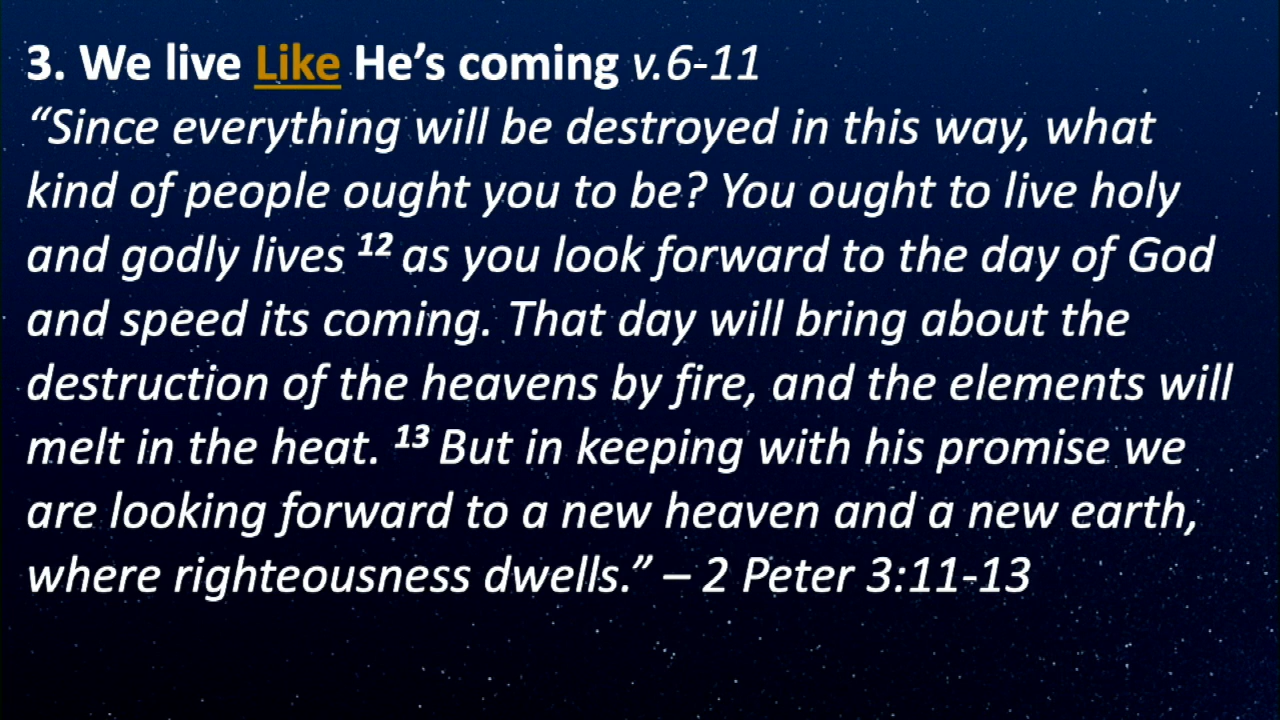 3. We live Like He’s coming v.6-11
“Since everything will be destroyed in this way, what
kind of people ought you to be? You ought to live holy
and godly lives 12 as you look forward to the day of God
and speed its coming. That day will bring about the
destruction of the heavens by fire, and the elements will
melt in the heat. 13 But in keeping with his promise we
are looking forward to a new heaven and a new earth,
where righteousness dwells.” – 2 Peter 3:11-13